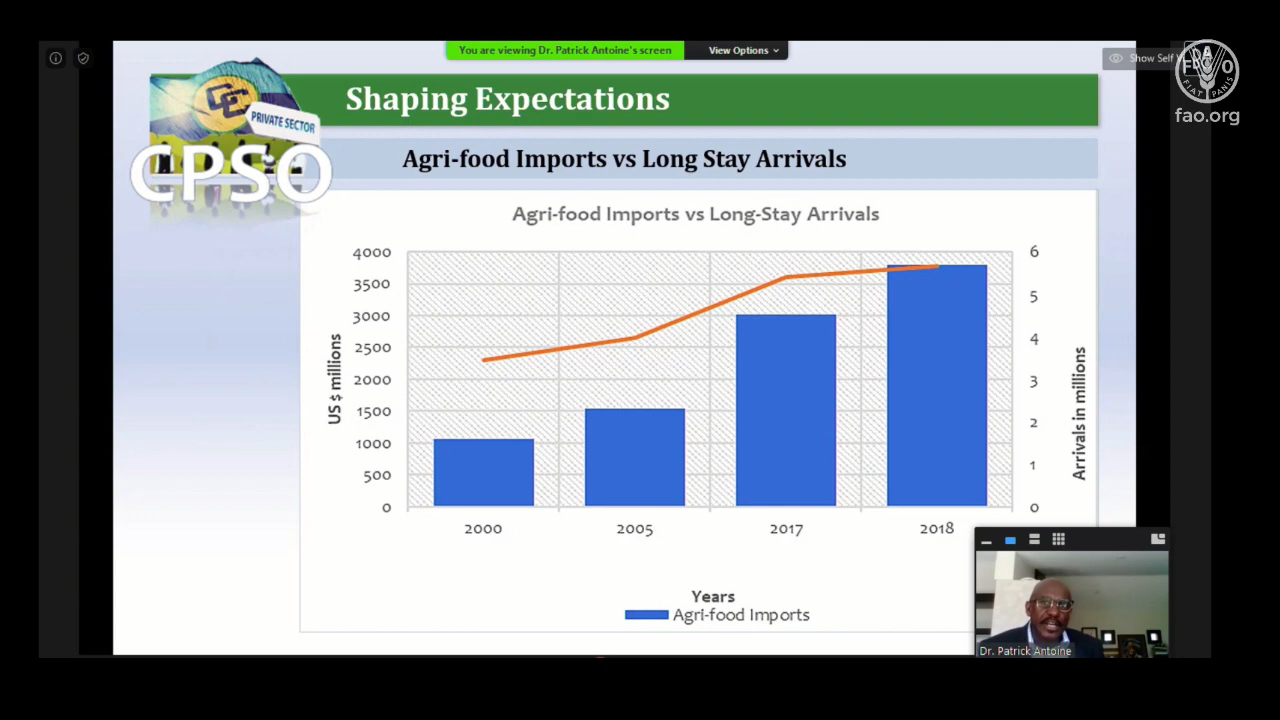 You are viewing Dr. Patrick Antoine's screen
View Options
Show Self
FAO
FIAT PANIS
fao.org
Shaping Expectations
PRIVATE SECTOR
CPSO
Agri-food Imports vs Long Stay Arrivals
Agri-food Imports vs Long-Stay Arrivals
4000
3500
3000
2500
2000
1500
1000
500
0
US $ millions
6
5
4
3
2
1
0
Arrivals in millions
2000
2005
2017
2018
Years
Agri-food Imports
Dr. Patrick Antoine